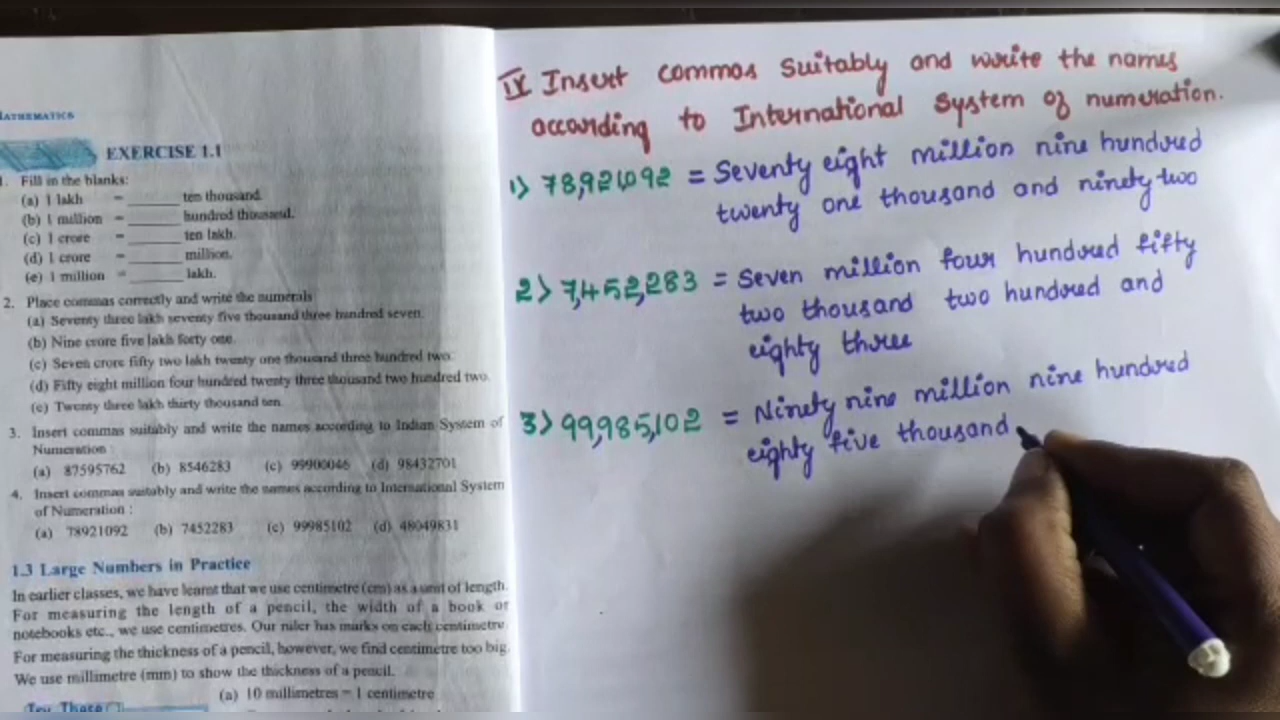 MATHEMATICS
EXERCISE 1.1
1. Fill in the blanks:
(a) 1 lakh = _______ ten thousand.
(b) 1 million = _______ hundred thousand.
(c) 1 crore = _______ ten lakh.
(d) 1 crore = _______ million.
(e) 1 million = _______ lakh.
2. Place commas correctly and write the numerals
(a) Seventy three lakh seventy five thousand three hundred seven.
(b) Nine crore five lakh forty one.
(c) Seven crore fifty two lakh twenty one thousand three hundred two.
(d) Fifty eight million four hundred twenty three thousand two hundred two.
(e) Twenty three lakh thirty thousand ten.
3. Insert commas suitably and write the names according to Indian System of
Numeration :
(a) 87595762 (b) 8546283 (c) 99900046 (d) 98432701
4. Insert commas suitably and write the names according to International System
of Numeration :
(a) 78921092 (b) 7452283 (c) 99985102 (d) 48049831
1.3 Large Numbers in Practice
In earlier classes, we have learnt that we use centimetre (cm) as a unit of length.
For measuring the length of a pencil, the width of a book or
notebooks etc., we use centimetres. Our ruler has marks on each centimetre.
For measuring the thickness of a pencil, however, we find centimetre too big.
We use millimetre (mm) to show the thickness of a pencil.
(a) 10 millimetres = 1 centimetre
Try These
IV Insert commas suitably and write the names
according to International System of numeration.
1) 78,921,092 = Seventy eight million nine hundred
twenty one thousand and ninety two
2) 7,452,283 = Seven million four hundred fifty
two thousand two hundred and
eighty three
3) 99,985,102 = Ninety nine million nine hundred
eighty five thousand